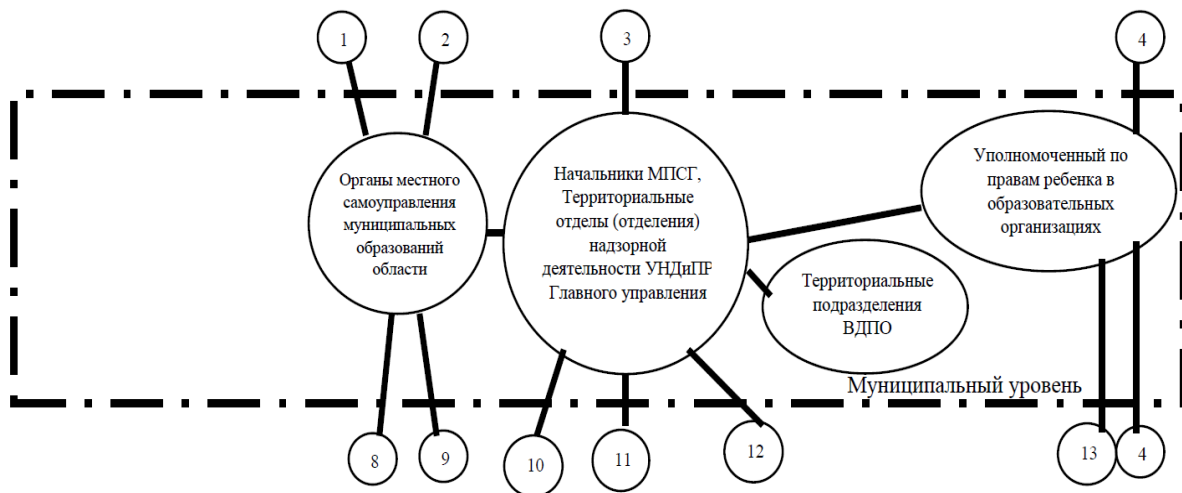 1
2
3
4
Органы местного
самоуправления
муниципальных
образований
области
Начальники МПСГ,
Территориальные
отделы (отделения)
надзорной
деятельности УНДиПР
Главного управления
Уполномоченный по
правам ребенка в
образовательных
организациях
Территориальные
подразделения
ВДПО
Муниципальный уровень
8
9
10
11
12
13
4